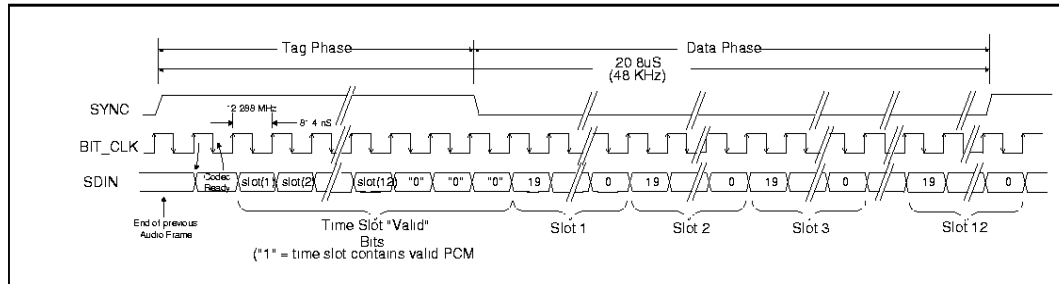 Tag Phase
Data Phase
20 8uS
(48 KHz)
SYNC
12 288 MHz
81 4 nS
BIT_CLK
SDIN
Codec
Ready
slot(1) slot(2) slot(12) "0" "0" "0" 19 0 19 0 19 0 19 0
End of previous
Audio Frame
Time Slot "Valid"
Bits
("1" = time slot contains valid PCM
Slot 1
Slot 2
Slot 3
Slot 12